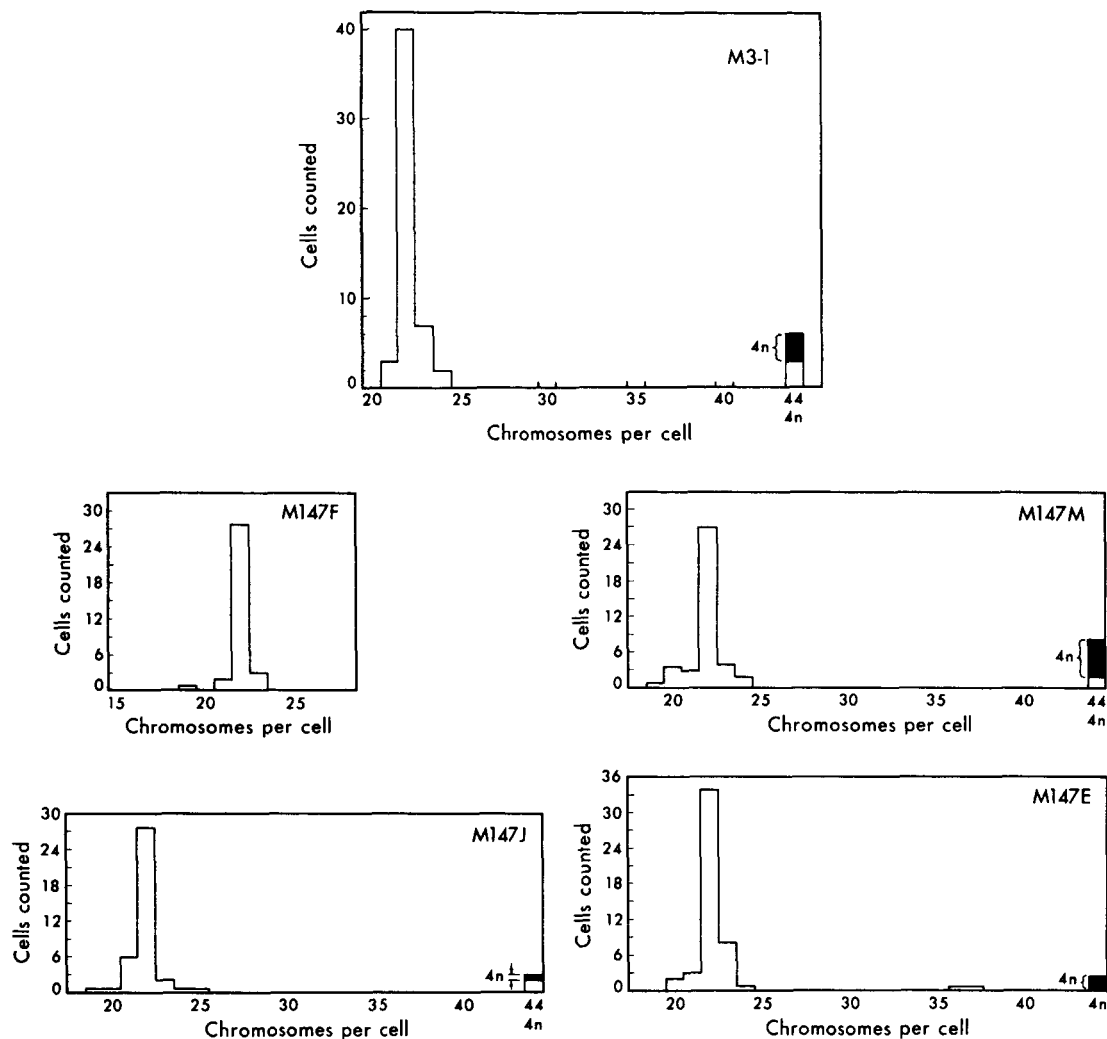 M3-1
Cells counted
40
30
20
10
0
4n
20 25 30 35 40 44
4n
Chromosomes per cell
M147F
Cells counted
30
24
18
12
6
0
15 20 25
Chromosomes per cell
M147M
Cells counted
30
24
18
12
6
0
4n
20 25 30 35 40 44
4n
Chromosomes per cell
M147J
Cells counted
30
24
18
12
6
0
4n
20 25 30 35 40 44
4n
Chromosomes per cell
M147E
Cells counted
36
30
24
18
12
6
0
4n
20 25 30 35 40 44
4n
Chromosomes per cell